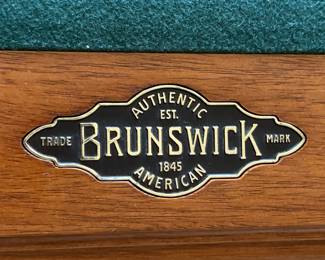 AUTHENTIC
EST.
TRADE BRUNSWICK MARK
1845
AMERICAN